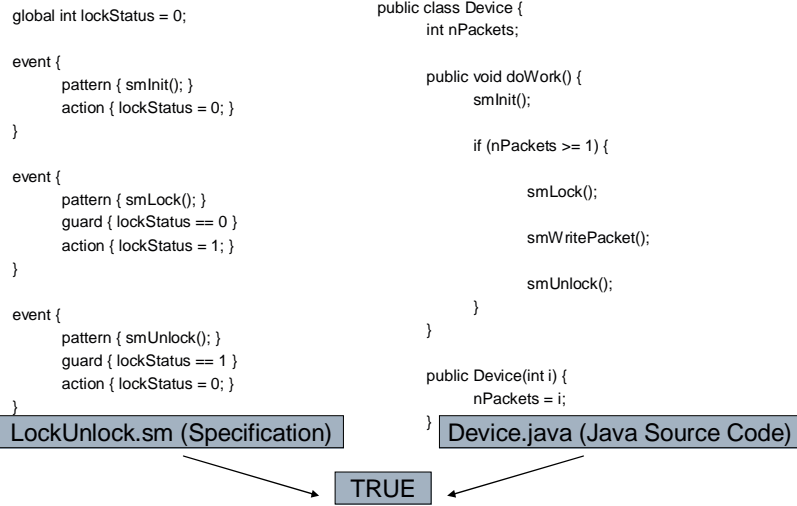 global int lockStatus = 0;
event {
pattern { smInit(); }
action { lockStatus = 0; }
}
event {
pattern { smLock(); }
guard { lockStatus == 0 }
action { lockStatus = 1; }
}
event {
pattern { smUnlock(); }
guard { lockStatus == 1 }
action { lockStatus = 0; }
}
LockUnlock.sm (Specification)
public class Device {
int nPackets;
public void doWork() {
smInit();
if (nPackets >= 1) {
smLock();
smWritePacket();
smUnlock();
}
}
public Device(int i) {
nPackets = i;
}
Device.java (Java Source Code)
TRUE